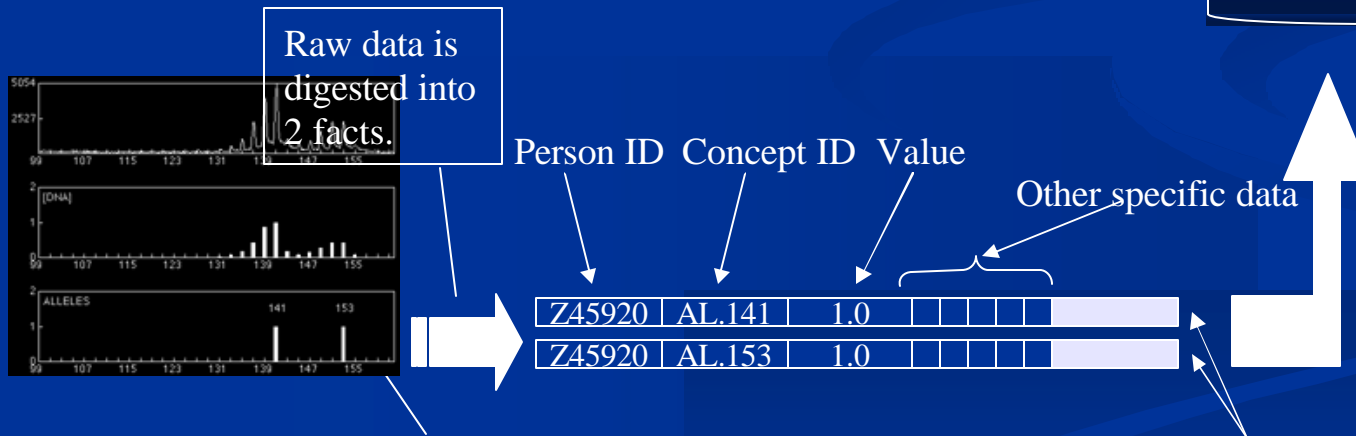 Raw data is
digested into
2 facts.
5054
2527
99 107 115 123 131 139 147 155
Person ID Concept ID Value
Other specific data
2
[DNA]
1
0
99 107 115 123 131 139 147 155
2
ALLELES
141 153
1
0
99 107 115 123 131 139 147 155
Z45920 AL.141 1.0
Z45920 AL.153 1.0